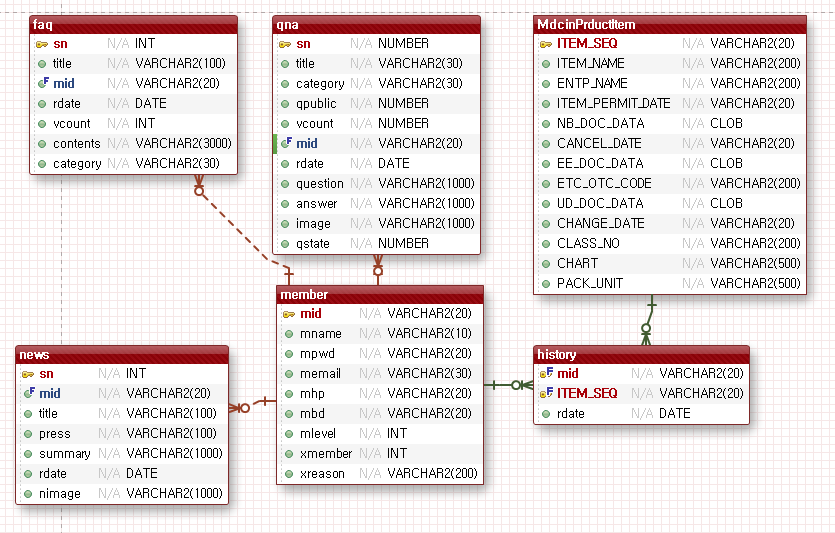 faq
sn N/A INT
title N/A VARCHAR2(100)
mid N/A VARCHAR2(20)
rdate N/A DATE
vcount N/A INT
contents N/A VARCHAR2(3000)
category N/A VARCHAR2(30)
qna
sn N/A NUMBER
title N/A VARCHAR2(30)
category N/A VARCHAR2(30)
qpublic N/A NUMBER
vcount N/A NUMBER
mid N/A VARCHAR2(20)
rdate N/A DATE
question N/A VARCHAR2(1000)
answer N/A VARCHAR2(1000)
image N/A VARCHAR2(1000)
qstate N/A NUMBER
MdcinPrductItem
ITEM_SEQ N/A VARCHAR2(20)
ITEM_NAME N/A VARCHAR2(200)
ENTP_NAME N/A VARCHAR2(200)
ITEM_PERMIT_DATE N/A VARCHAR2(20)
NB_DOC_DATA N/A CLOB
CANCEL_DATE N/A VARCHAR2(20)
EE_DOC_DATA N/A CLOB
ETC_OTC_CODE N/A VARCHAR2(200)
UD_DOC_DATA N/A CLOB
CHANGE_DATE N/A VARCHAR2(20)
CLASS_NO N/A VARCHAR2(200)
CHART N/A VARCHAR2(500)
PACK_UNIT N/A VARCHAR2(500)
member
mid N/A VARCHAR2(20)
mname N/A VARCHAR2(10)
mpwd N/A VARCHAR2(20)
memail N/A VARCHAR2(30)
mhp N/A VARCHAR2(20)
mbd N/A VARCHAR2(20)
mlevel N/A INT
xmember N/A INT
xreason N/A VARCHAR2(200)
news
sn N/A INT
mid N/A VARCHAR2(20)
title N/A VARCHAR2(100)
press N/A VARCHAR2(100)
summary N/A VARCHAR2(1000)
rdate N/A DATE
nimage N/A VARCHAR2(1000)
history
mid N/A VARCHAR2(20)
ITEM_SEQ N/A VARCHAR2(20)
rdate N/A DATE